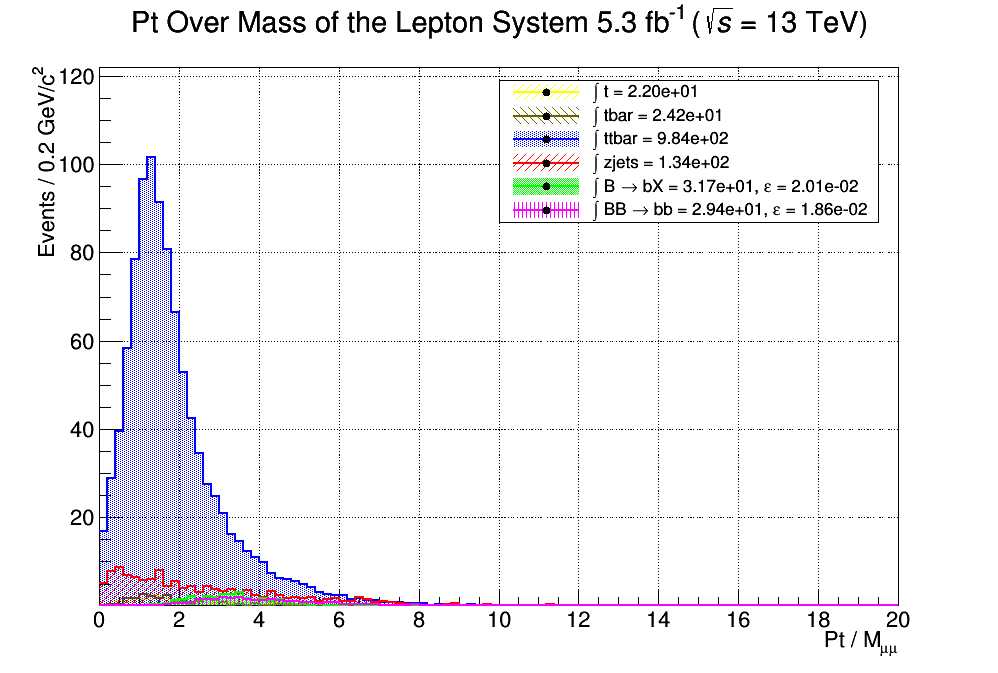 Pt Over Mass of the Lepton System 5.3 fb⁻¹ (√s = 13 TeV)
Events / 0.2 GeV/c²
120
100
80
60
40
20
∫ t = 2.20e+01
∫ tbar = 2.42e+01
∫ ttbar = 9.84e+02
∫ zjets = 1.34e+02
∫ B → bX = 3.17e+01, ε = 2.01e-02
∫ BB → bb = 2.94e+01, ε = 1.86e-02
0 2 4 6 8 10 12 14 16 18 20
Pt / Mμμ